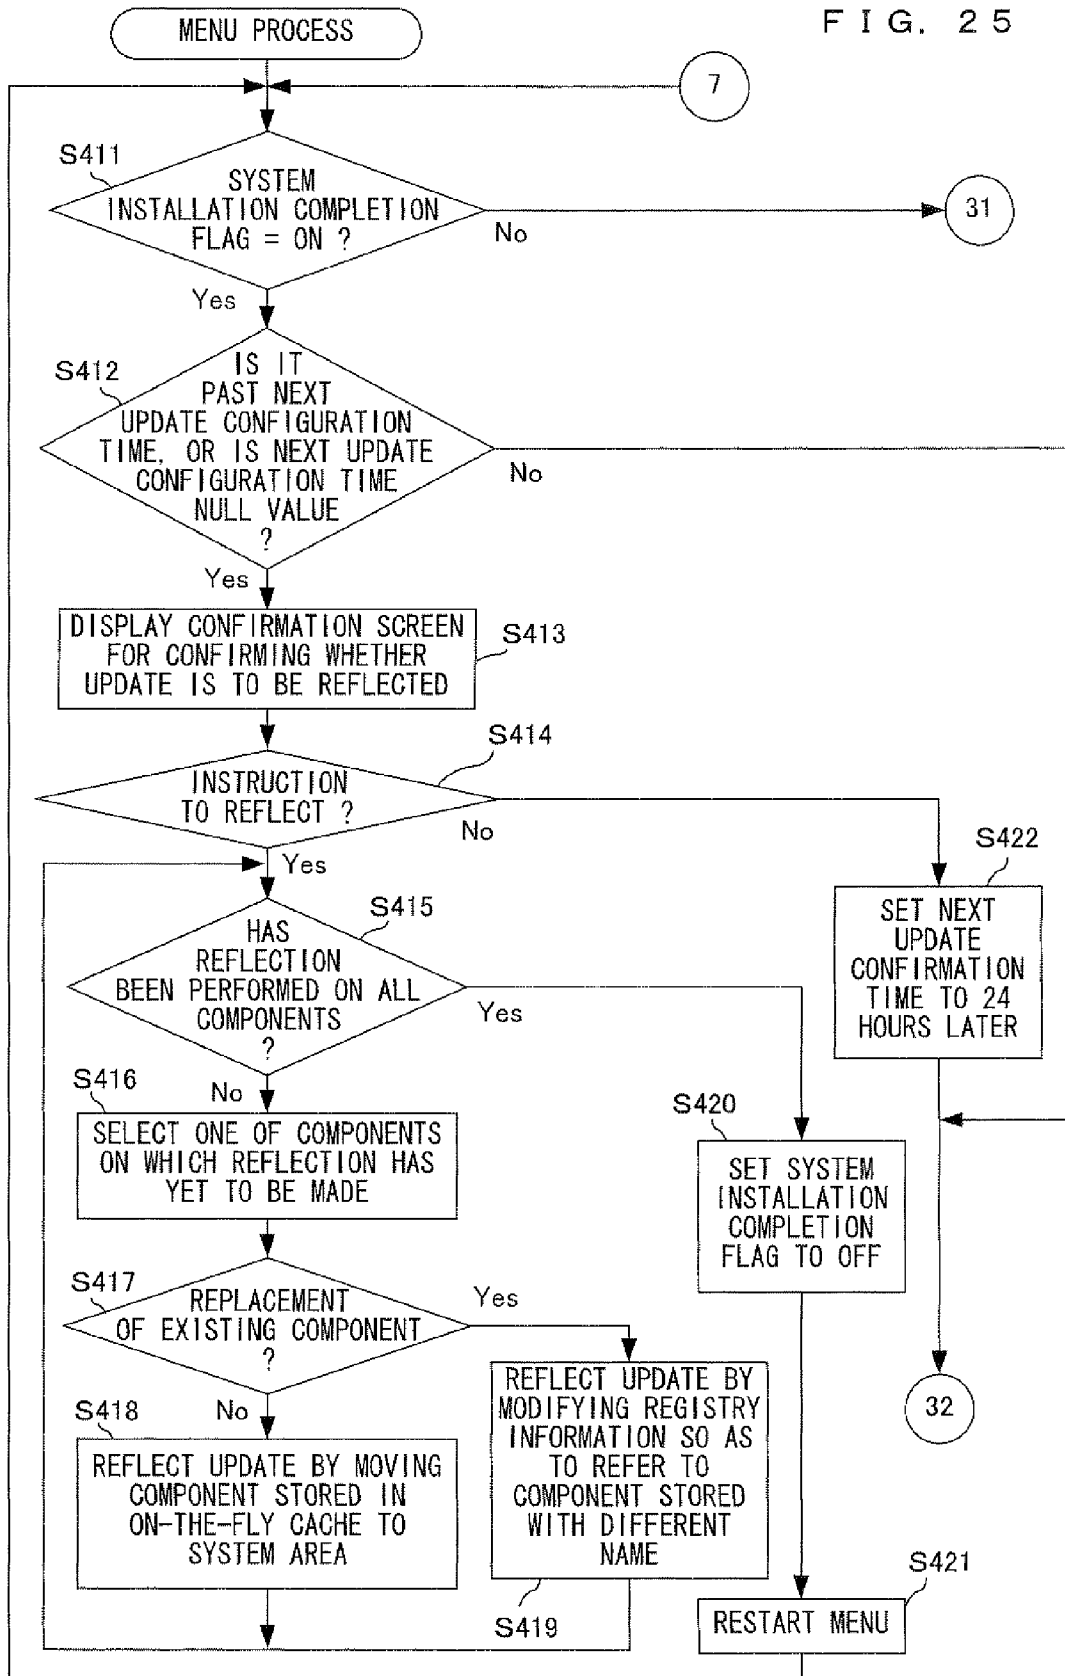 FIG. 25
MENU PROCESS
7
S411
SYSTEM
INSTALLATION COMPLETION
FLAG = ON ?
No
31
Yes
S412
IS IT
PAST NEXT
UPDATE CONFIGURATION
TIME, OR IS NEXT UPDATE
CONFIGURATION TIME
NULL VALUE
?
No
Yes
DISPLAY CONFIRMATION SCREEN
FOR CONFIRMING WHETHER
UPDATE IS TO BE REFLECTED
S413
S414
INSTRUCTION
TO REFLECT ?
No
Yes
S422
SET NEXT
UPDATE
CONFIRMATION
TIME TO 24
HOURS LATER
S415
HAS
REFLECTION
BEEN PERFORMED ON ALL
COMPONENTS
?
Yes
No
S416
SELECT ONE OF COMPONENTS
ON WHICH REFLECTION HAS
YET TO BE MADE
S420
SET SYSTEM
INSTALLATION
COMPLETION
FLAG TO OFF
S417
REPLACEMENT
OF EXISTING COMPONENT
?
Yes
No
S418
REFLECT UPDATE BY MOVING
COMPONENT STORED IN
ON-THE-FLY CACHE TO
SYSTEM AREA
REFLECT UPDATE BY
MODIFYING REGISTRY
INFORMATION SO AS
TO REFER TO
COMPONENT STORED
WITH DIFFERENT
NAME
S419
32
S421
RESTART MENU